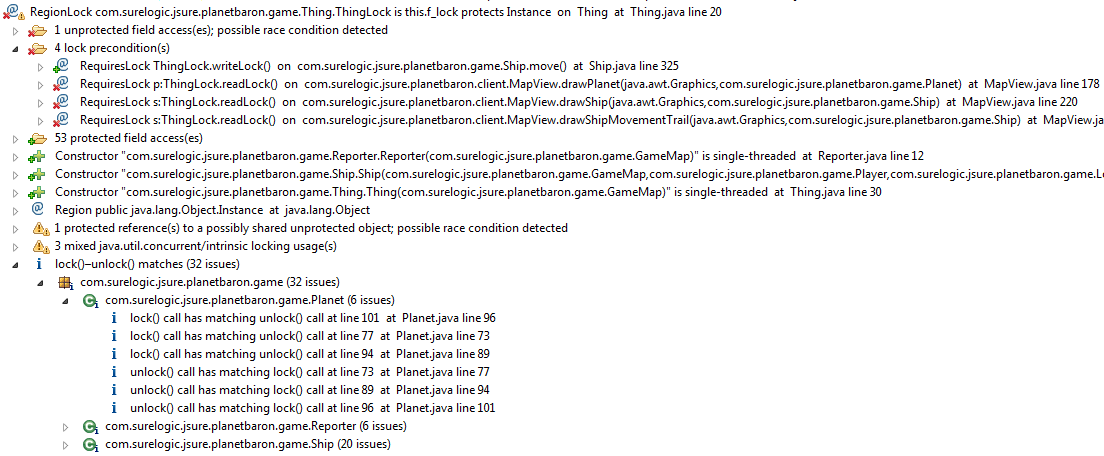 RegionLock com.surelogic.jsure.planetbaron.game.Thing.ThingLock is this.f_lock protects Instance on Thing at Thing.java line 20
1 unprotected field access(es); possible race condition detected
4 lock precondition(s)
RequiresLock ThingLock.writeLock() on com.surelogic.jsure.planetbaron.game.Ship.move() at Ship.java line 325
RequiresLock p:ThingLock.readLock() on com.surelogic.jsure.planetbaron.client.MapView.drawPlanet(java.awt.Graphics,com.surelogic.jsure.planetbaron.game.Planet) at MapView.java line 178
RequiresLock s:ThingLock.readLock() on com.surelogic.jsure.planetbaron.client.MapView.drawShip(java.awt.Graphics,com.surelogic.jsure.planetbaron.game.Ship) at MapView.java line 220
RequiresLock s:ThingLock.readLock() on com.surelogic.jsure.planetbaron.client.MapView.drawShipMovementTrail(java.awt.Graphics,com.surelogic.jsure.planetbaron.game.Ship) at MapView.ja
53 protected field access(es)
Constructor "com.surelogic.jsure.planetbaron.game.Reporter.Reporter(com.surelogic.jsure.planetbaron.game.GameMap)" is single-threaded at Reporter.java line 12
Constructor "com.surelogic.jsure.planetbaron.game.Ship.Ship(com.surelogic.jsure.planetbaron.game.GameMap,com.surelogic.jsure.planetbaron.game.Player,com.surelogic.jsure.planetbaron.game.Lo
Constructor "com.surelogic.jsure.planetbaron.game.Thing.Thing(com.surelogic.jsure.planetbaron.game.GameMap)" is single-threaded at Thing.java line 30
Region public java.lang.Object.Instance at java.lang.Object
1 protected reference(s) to a possibly shared unprotected object; possible race condition detected
3 mixed java.util.concurrent/intrinsic locking usage(s)
lock()–unlock() matches (32 issues)
com.surelogic.jsure.planetbaron.game (32 issues)
com.surelogic.jsure.planetbaron.game.Planet (6 issues)
lock() call has matching unlock() call at line 101 at Planet.java line 96
lock() call has matching unlock() call at line 77 at Planet.java line 73
lock() call has matching unlock() call at line 94 at Planet.java line 89
unlock() call has matching lock() call at line 73 at Planet.java line 77
unlock() call has matching lock() call at line 89 at Planet.java line 94
unlock() call has matching lock() call at line 96 at Planet.java line 101
com.surelogic.jsure.planetbaron.game.Reporter (6 issues)
com.surelogic.jsure.planetbaron.game.Ship (20 issues)